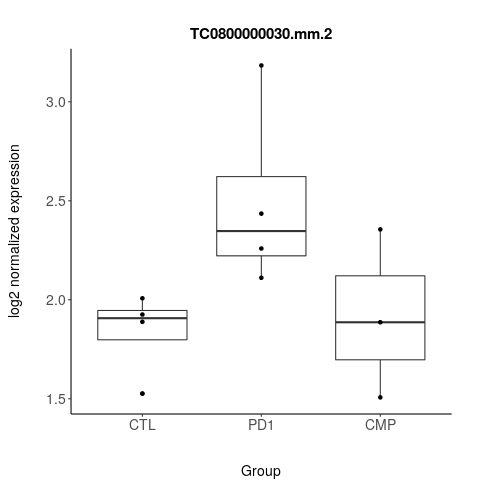 TC0800000030.mm.2
log2 normalized expression
3.0
2.5
2.0
1.5
CTL PD1 CMP
Group